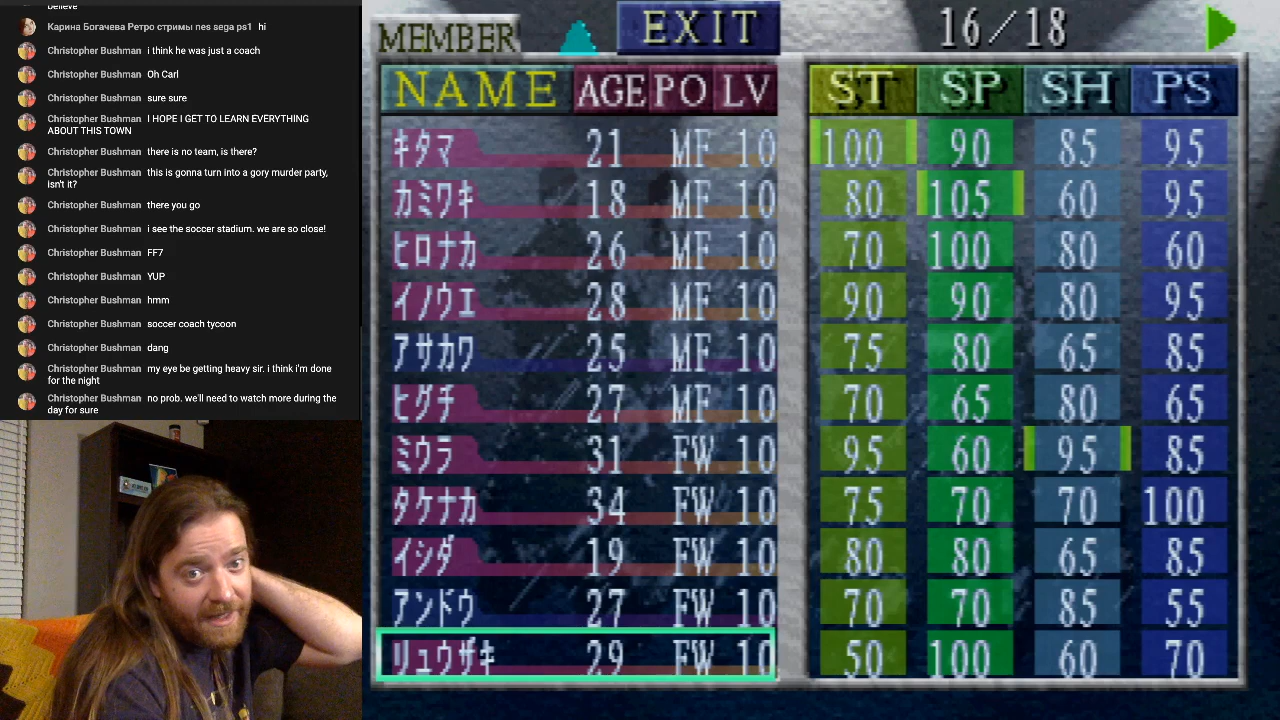 believe
Карина Богачева Ретро стримы nes sega ps1 hi
Christopher Bushman i think he was just a coach
Christopher Bushman Oh Carl
Christopher Bushman sure sure
Christopher Bushman I HOPE I GET TO LEARN EVERYTHING
ABOUT THIS TOWN
Christopher Bushman there is no team, is there?
Christopher Bushman this is gonna turn into a gory murder party,
isn't it?
Christopher Bushman there you go
Christopher Bushman i see the soccer stadium. we are so close!
Christopher Bushman FF7
Christopher Bushman YUP
Christopher Bushman hmm
Christopher Bushman soccer coach tycoon
Christopher Bushman dang
Christopher Bushman my eye be getting heavy sir. i think i'm done
for the night
Christopher Bushman no prob. we'll need to watch more during the
day for sure
MEMBER EXIT 16/18
NAME AGE PO LV ST SP SH PS
キタマ 21 MF 10 100 90 85 95
カミワキ 18 MF 10 80 105 60 95
ヒロナカ 26 MF 10 70 100 80 60
イノウエ 28 MF 10 90 90 80 95
アサカワ 25 MF 10 75 80 65 85
ヒグチ 27 MF 10 70 65 80 65
ミウラ 31 FW 10 95 60 95 85
タケナカ 34 FW 10 75 70 70 100
イシダ 19 FW 10 80 80 65 85
アンドウ 27 FW 10 70 70 85 55
リュウザキ 29 FW 10 50 100 60 70